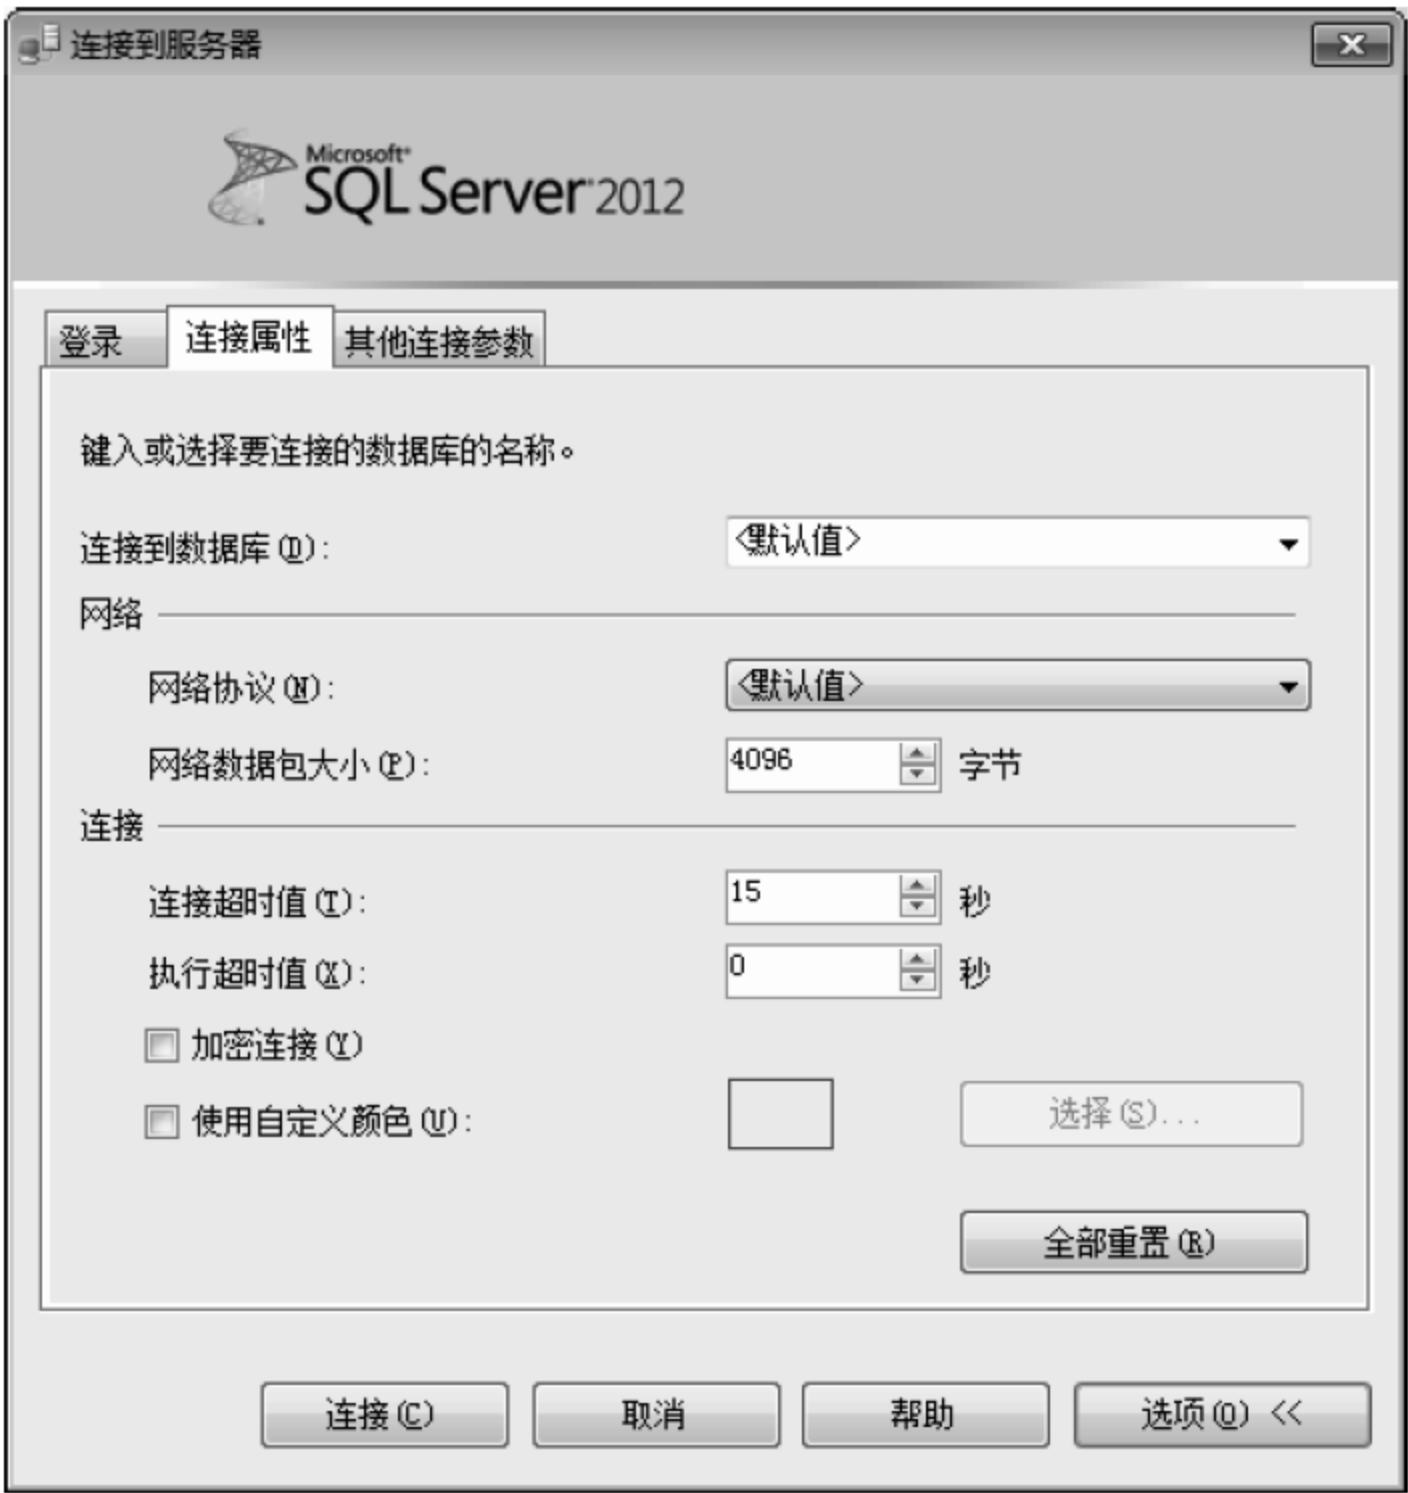 连接到服务器
Microsoft®
SQL Server® 2012
登录 连接属性 其他连接参数
键入或选择要连接的数据库的名称。
连接到数据库(D): <默认值>
网络
网络协议(N): <默认值>
网络数据包大小(P): 4096 字节
连接
连接超时值(T): 15 秒
执行超时值(X): 0 秒
加密连接(Y)
使用自定义颜色(U): 选择(S)...
全部重置(R)
连接(C) 取消 帮助 选项(O) <<